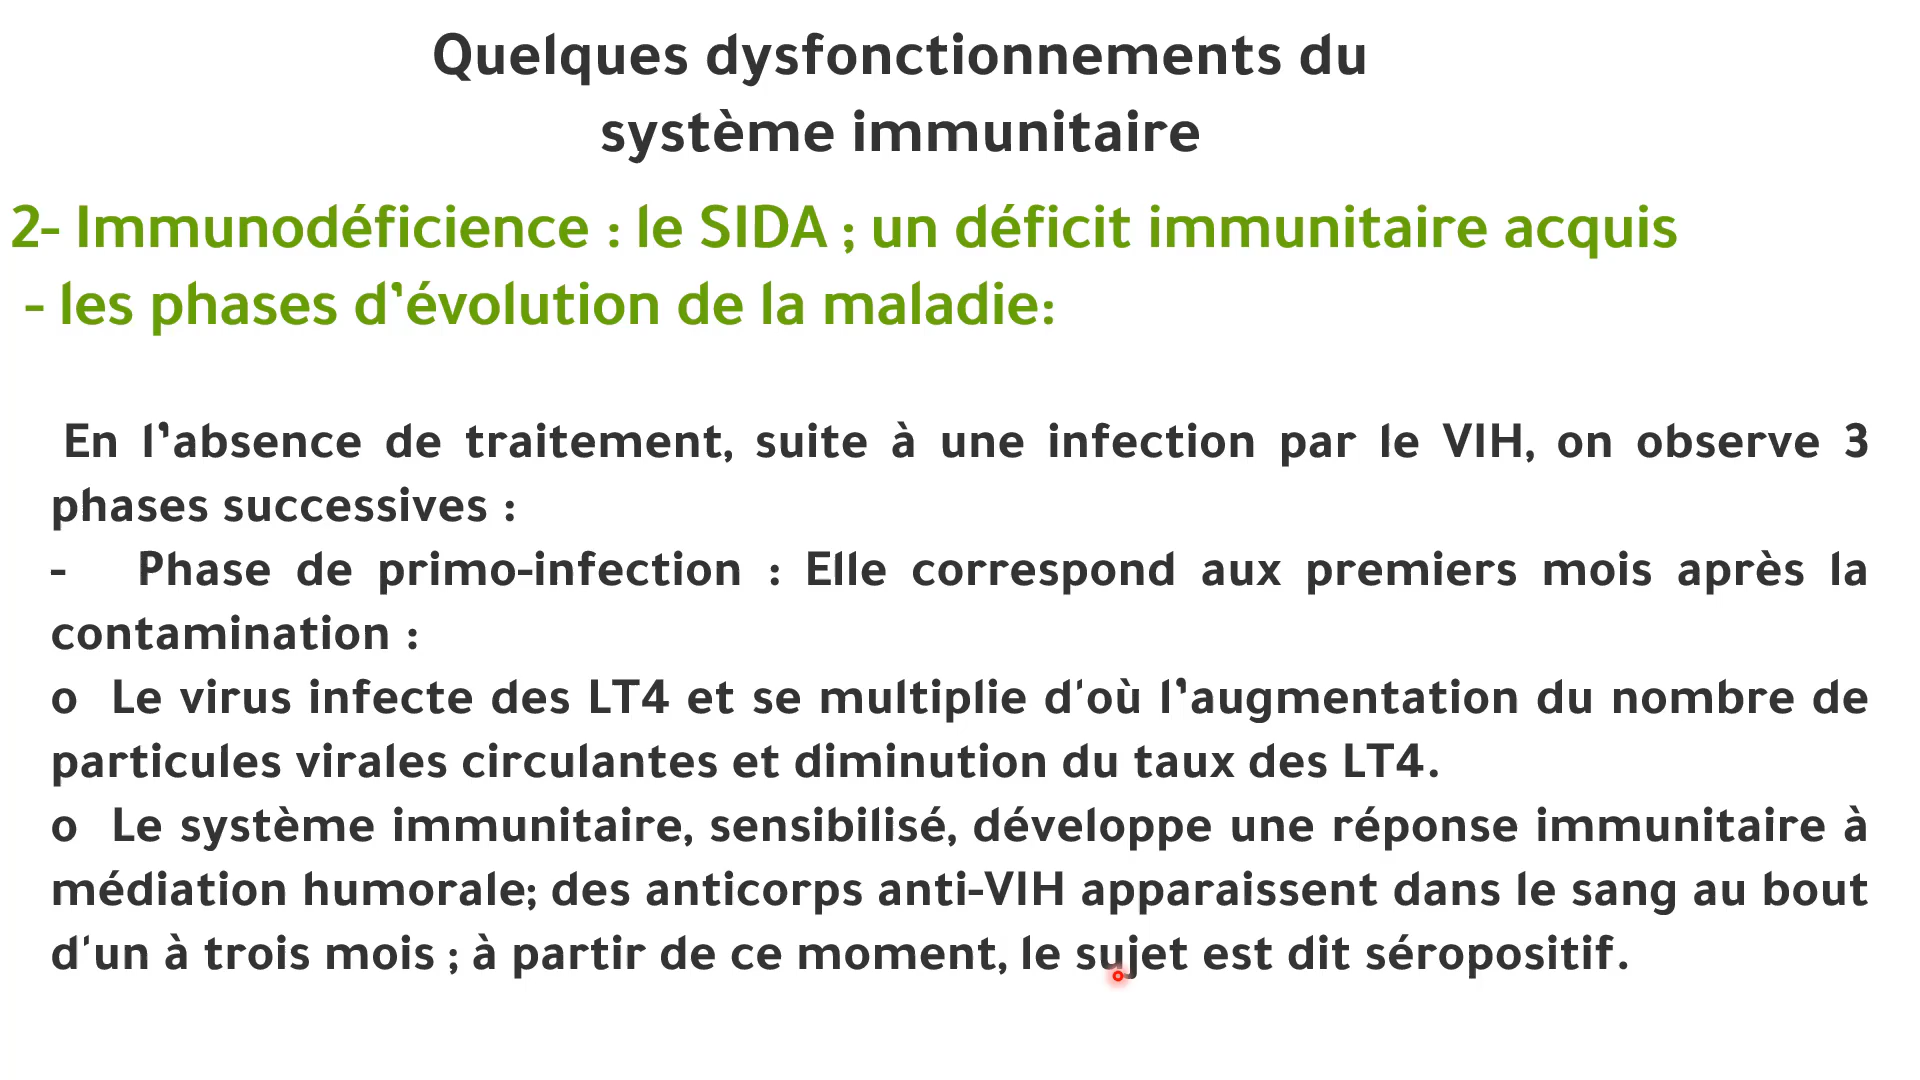 Quelques dysfonctionnements du
système immunitaire
2- Immunodéficience : le SIDA ; un déficit immunitaire acquis
- les phases d’évolution de la maladie:
En l’absence de traitement, suite à une infection par le VIH, on observe 3
phases successives :
- Phase de primo-infection : Elle correspond aux premiers mois après la
contamination :
o Le virus infecte des LT4 et se multiplie d'où l’augmentation du nombre de
particules virales circulantes et diminution du taux des LT4.
o Le système immunitaire, sensibilisé, développe une réponse immunitaire à
médiation humorale; des anticorps anti-VIH apparaissent dans le sang au bout
d'un à trois mois ; à partir de ce moment, le sujet est dit séropositif.